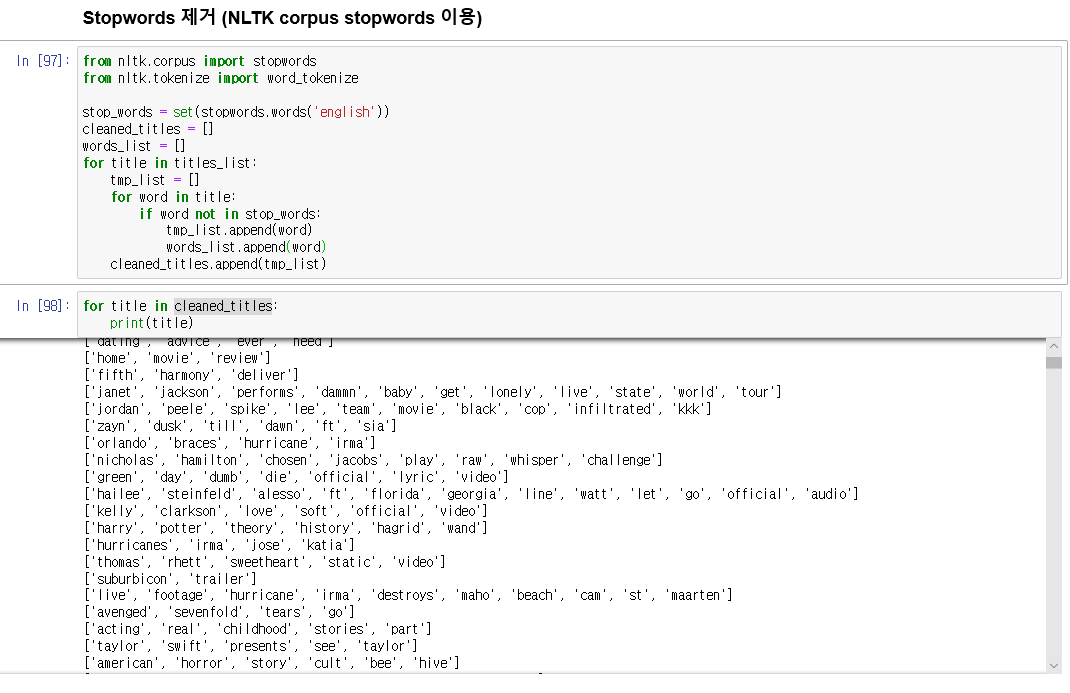 Stopwords 제거 (NLTK corpus stopwords 이용)
In [97]:
from nltk.corpus import stopwords
from nltk.tokenize import word_tokenize
stop_words = set(stopwords.words('english'))
cleaned_titles = []
words_list = []
for title in titles_list:
    tmp_list = []
    for word in title:
        if word not in stop_words:
            tmp_list.append(word)
            words_list.append(word)
    cleaned_titles.append(tmp_list)
In [98]:
for title in cleaned_titles:
    print(title)
['dating', 'advice', 'ever', 'need']
['home', 'movie', 'review']
['fifth', 'harmony', 'deliver']
['janet', 'jackson', 'performs', 'dammn', 'baby', 'get', 'lonely', 'live', 'state', 'world', 'tour']
['jordan', 'peele', 'spike', 'lee', 'team', 'movie', 'black', 'cop', 'infiltrated', 'kkk']
['zayn', 'dusk', 'till', 'dawn', 'ft', 'sia']
['orlando', 'braces', 'hurricane', 'irma']
['nicholas', 'hamilton', 'chosen', 'jacobs', 'play', 'raw', 'whisper', 'challenge']
['green', 'day', 'dumb', 'die', 'official', 'lyric', 'video']
['hailee', 'steinfeld', 'alesso', 'ft', 'florida', 'georgia', 'line', 'watt', 'let', 'go', 'official', 'audio']
['kelly', 'clarkson', 'love', 'soft', 'official', 'video']
['harry', 'potter', 'theory', 'history', 'hagrid', 'wand']
['hurricanes', 'irma', 'jose', 'katia']
['thomas', 'rhett', 'sweetheart', 'static', 'video']
['suburbicon', 'trailer']
['live', 'footage', 'hurricane', 'irma', 'destroys', 'maho', 'beach', 'cam', 'st', 'maarten']
['avenged', 'sevenfold', 'tears', 'go']
['acting', 'real', 'childhood', 'stories', 'part']
['taylor', 'swift', 'presents', 'see', 'taylor']
['american', 'horror', 'story', 'cult', 'bee', 'hive']